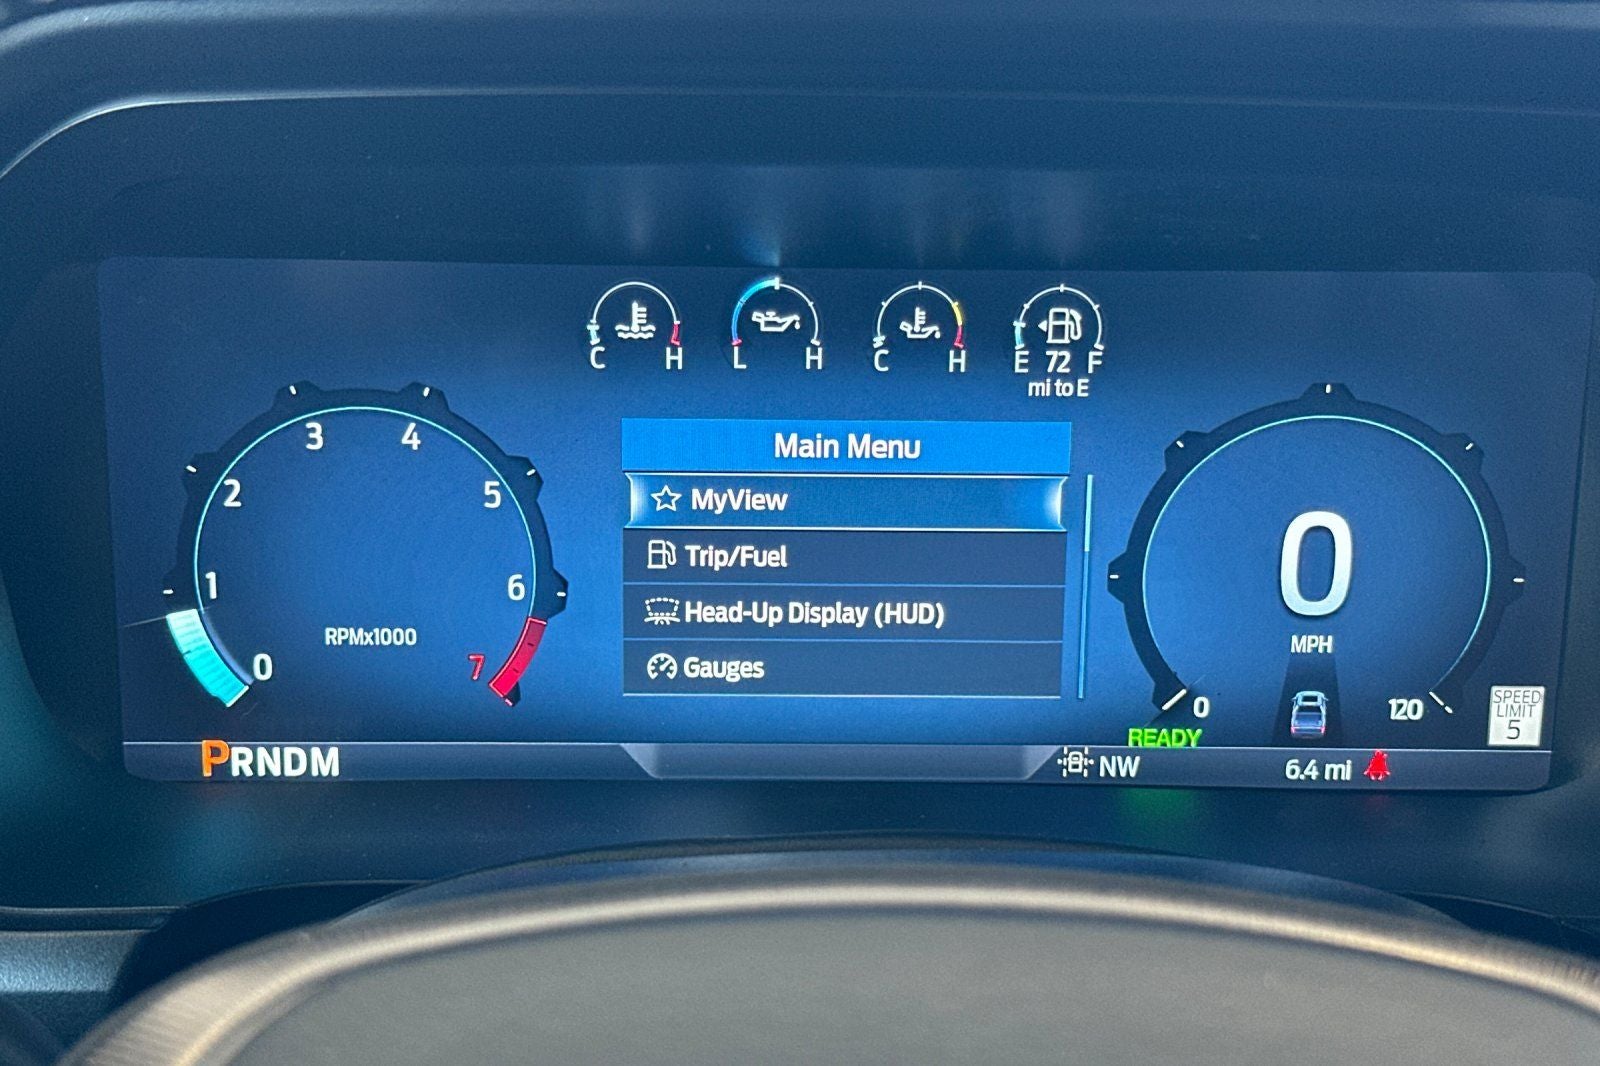 C H
L H
C H
E 72 F
mi to E
Main Menu
MyView
Trip/Fuel
Head-Up Display (HUD)
Gauges
0
1
2
3
4
5
6
7
RPMx1000
0
MPH
0
120
SPEED
LIMIT
5
READY
PRNDM
NW
6.4 mi